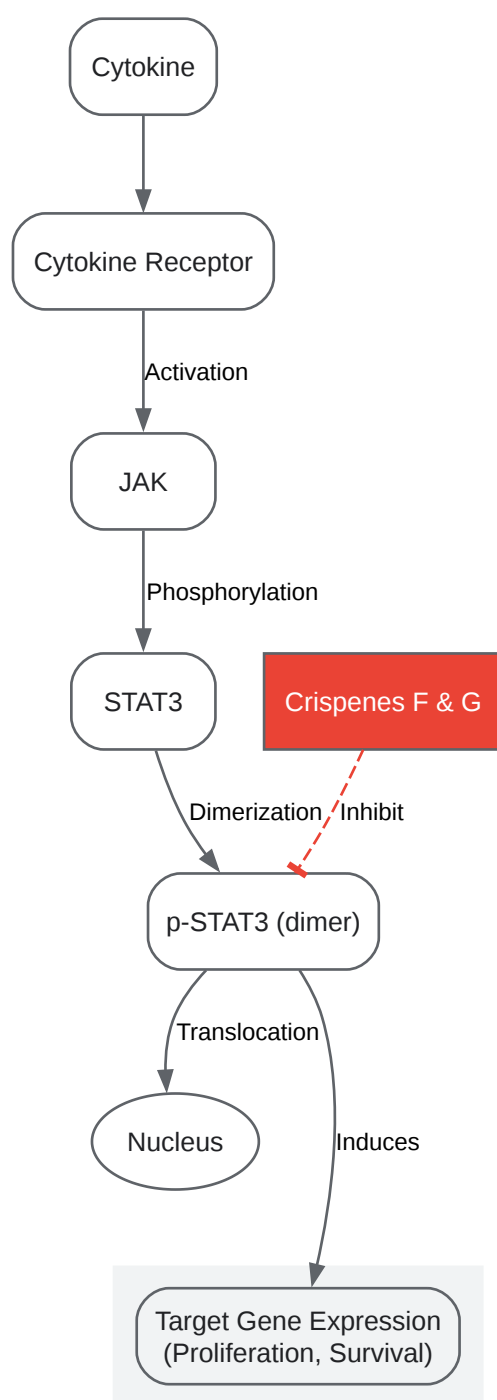 Cytokine
Cytokine Receptor
Activation
JAK
Phosphorylation
STAT3
Crispenes F & G
Dimerization
Inhibit
p-STAT3 (dimer)
Translocation
Nucleus
Induces
Target Gene Expression
(Proliferation, Survival)